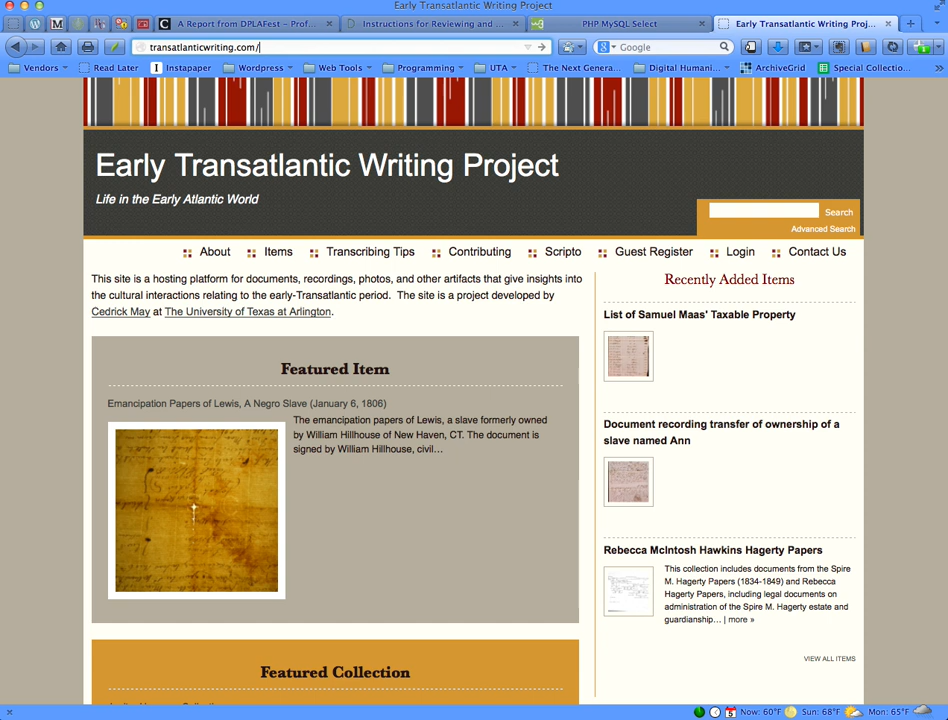 Early Transatlantic Writing Project
A Report from DPLAFest – Prof...
Instructions for Reviewing and ...
PHP MySQL Select
Early Transatlantic Writing Proj...
transatlanticwriting.com/
Google
Vendors
Read Later
Instapaper
Wordpress
Web Tools
Programming
UTA
The Next Genera...
Digital Humani...
ArchiveGrid
Special Collectio...
Early Transatlantic Writing Project
Life in the Early Atlantic World
Search
Advanced Search
About
Items
Transcribing Tips
Contributing
Scripto
Guest Register
Login
Contact Us
This site is a hosting platform for documents, recordings, photos, and other artifacts that give insights into
the cultural interactions relating to the early-Transatlantic period. The site is a project developed by
Cedrick May at The University of Texas at Arlington.
Featured Item
Emancipation Papers of Lewis, A Negro Slave (January 6, 1806)
The emancipation papers of Lewis, a slave formerly owned
by William Hillhouse of New Haven, CT. The document is
signed by William Hillhouse, civil...
Featured Collection
Recently Added Items
List of Samuel Maas' Taxable Property
Document recording transfer of ownership of a
slave named Ann
Rebecca McIntosh Hawkins Hagerty Papers
This collection includes documents from the Spire
M. Hagerty Papers (1834-1849) and Rebecca
Hagerty Papers, including legal documents on
administration of the Spire M. Hagerty estate and
guardianship... | more »
VIEW ALL ITEMS
Now: 60°F
Sun: 68°F
Mon: 65°F